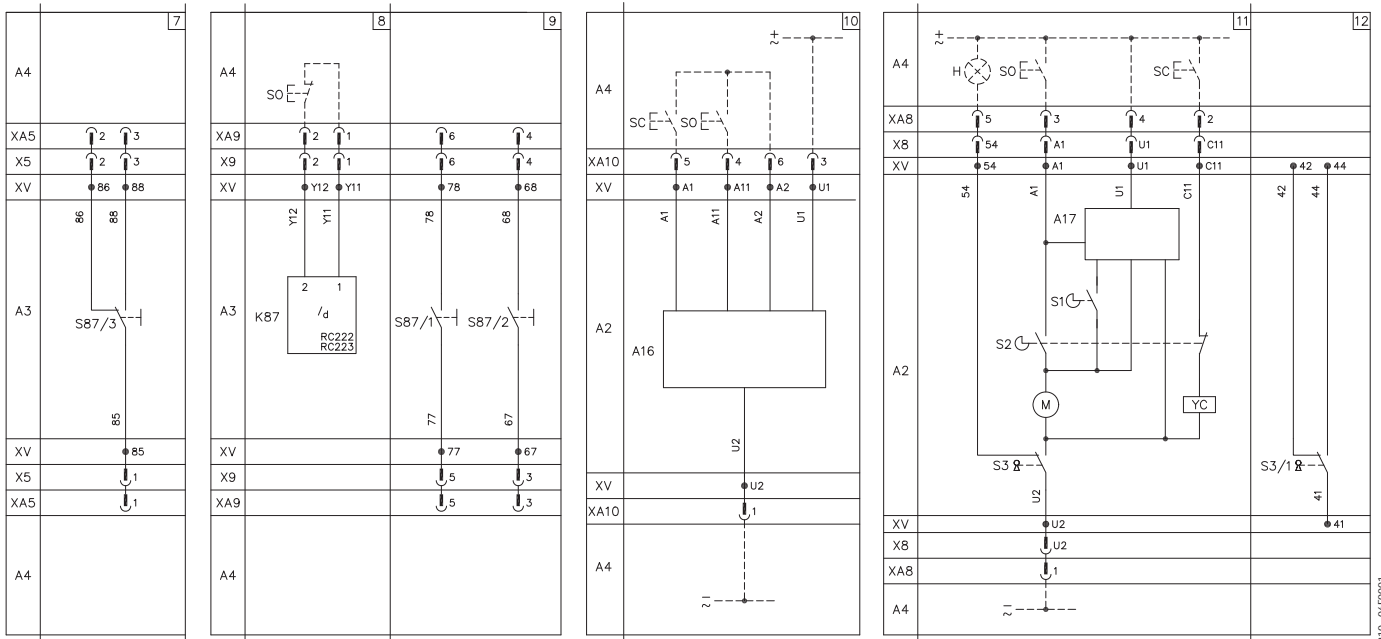 7
A4
XA5 2 3
X5 2 3
XV 86 88
86 88
A3
S87/3
85
XV 85
X5 1
XA5 1
A4
8 9
A4
SO
XA9 2 1 6 4
X9 2 1 6 4
XV Y12 Y11 78 68
Y12 Y11 78 68
2 1
A3 K87 /d S87/1 S87/2
RC222
RC223
77 67
XV 77 67
X9 5 3
XA9 5 3
A4
10
+
~
A4
SC SO
XA10 5 4 6 3
XV A1 A11 A2 U1
A1 A11 A2 U1
A2
A16
U2
XV U2
XA10 1
A4
–
~
11 12
+
~
A4 H SO SC
XA8 5 3 4 2
X8 54 A1 U1 C11
XV 54 A1 U1 C11 42 44
54 A1 U1 C11 42 44
A17
S1
S2
A2
M YC
S3 S3/1
U2 41
XV U2 41
X8 U2
XA8 1
A4
–
~